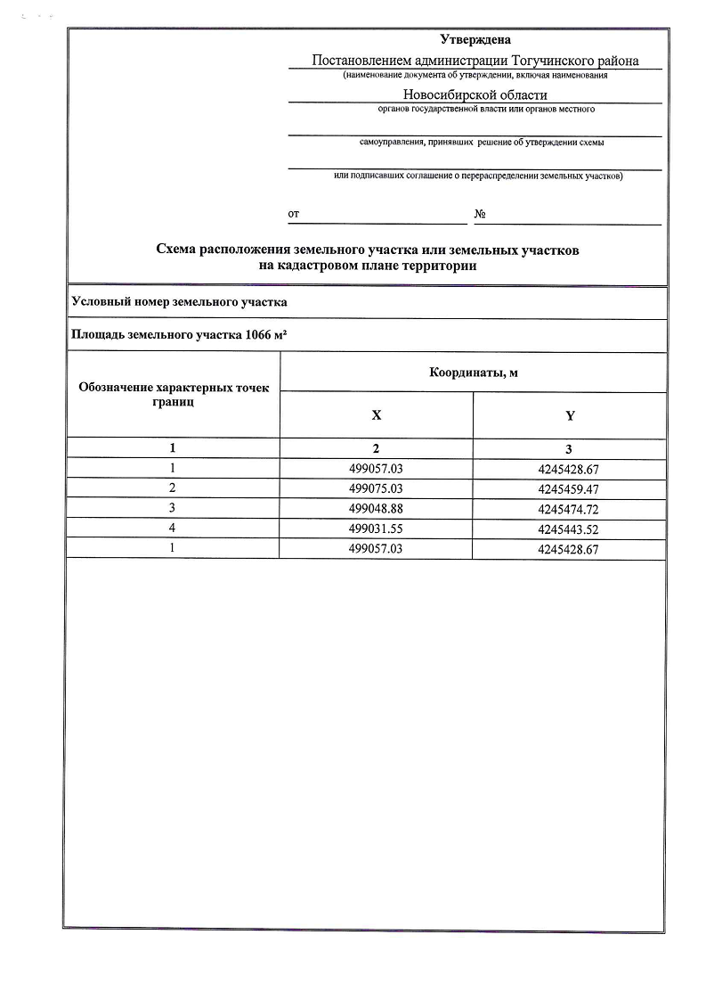 Утверждена
Постановлением администрации Тогучинского района
(наименование документа об утверждении, включая наименования
Новосибирской области
органов государственной власти или органов местного
самоуправления, принявших решение об утверждении схемы
или подписавших соглашение о перераспределении земельных участков)
от №
Схема расположения земельного участка или земельных участков
на кадастровом плане территории
Условный номер земельного участка
Площадь земельного участка 1066 м²
Обозначение характерных точек
границ
Координаты, м
X Y
1 2 3
1 499057.03 4245428.67
2 499075.03 4245459.47
3 499048.88 4245474.72
4 499031.55 4245443.52
1 499057.03 4245428.67